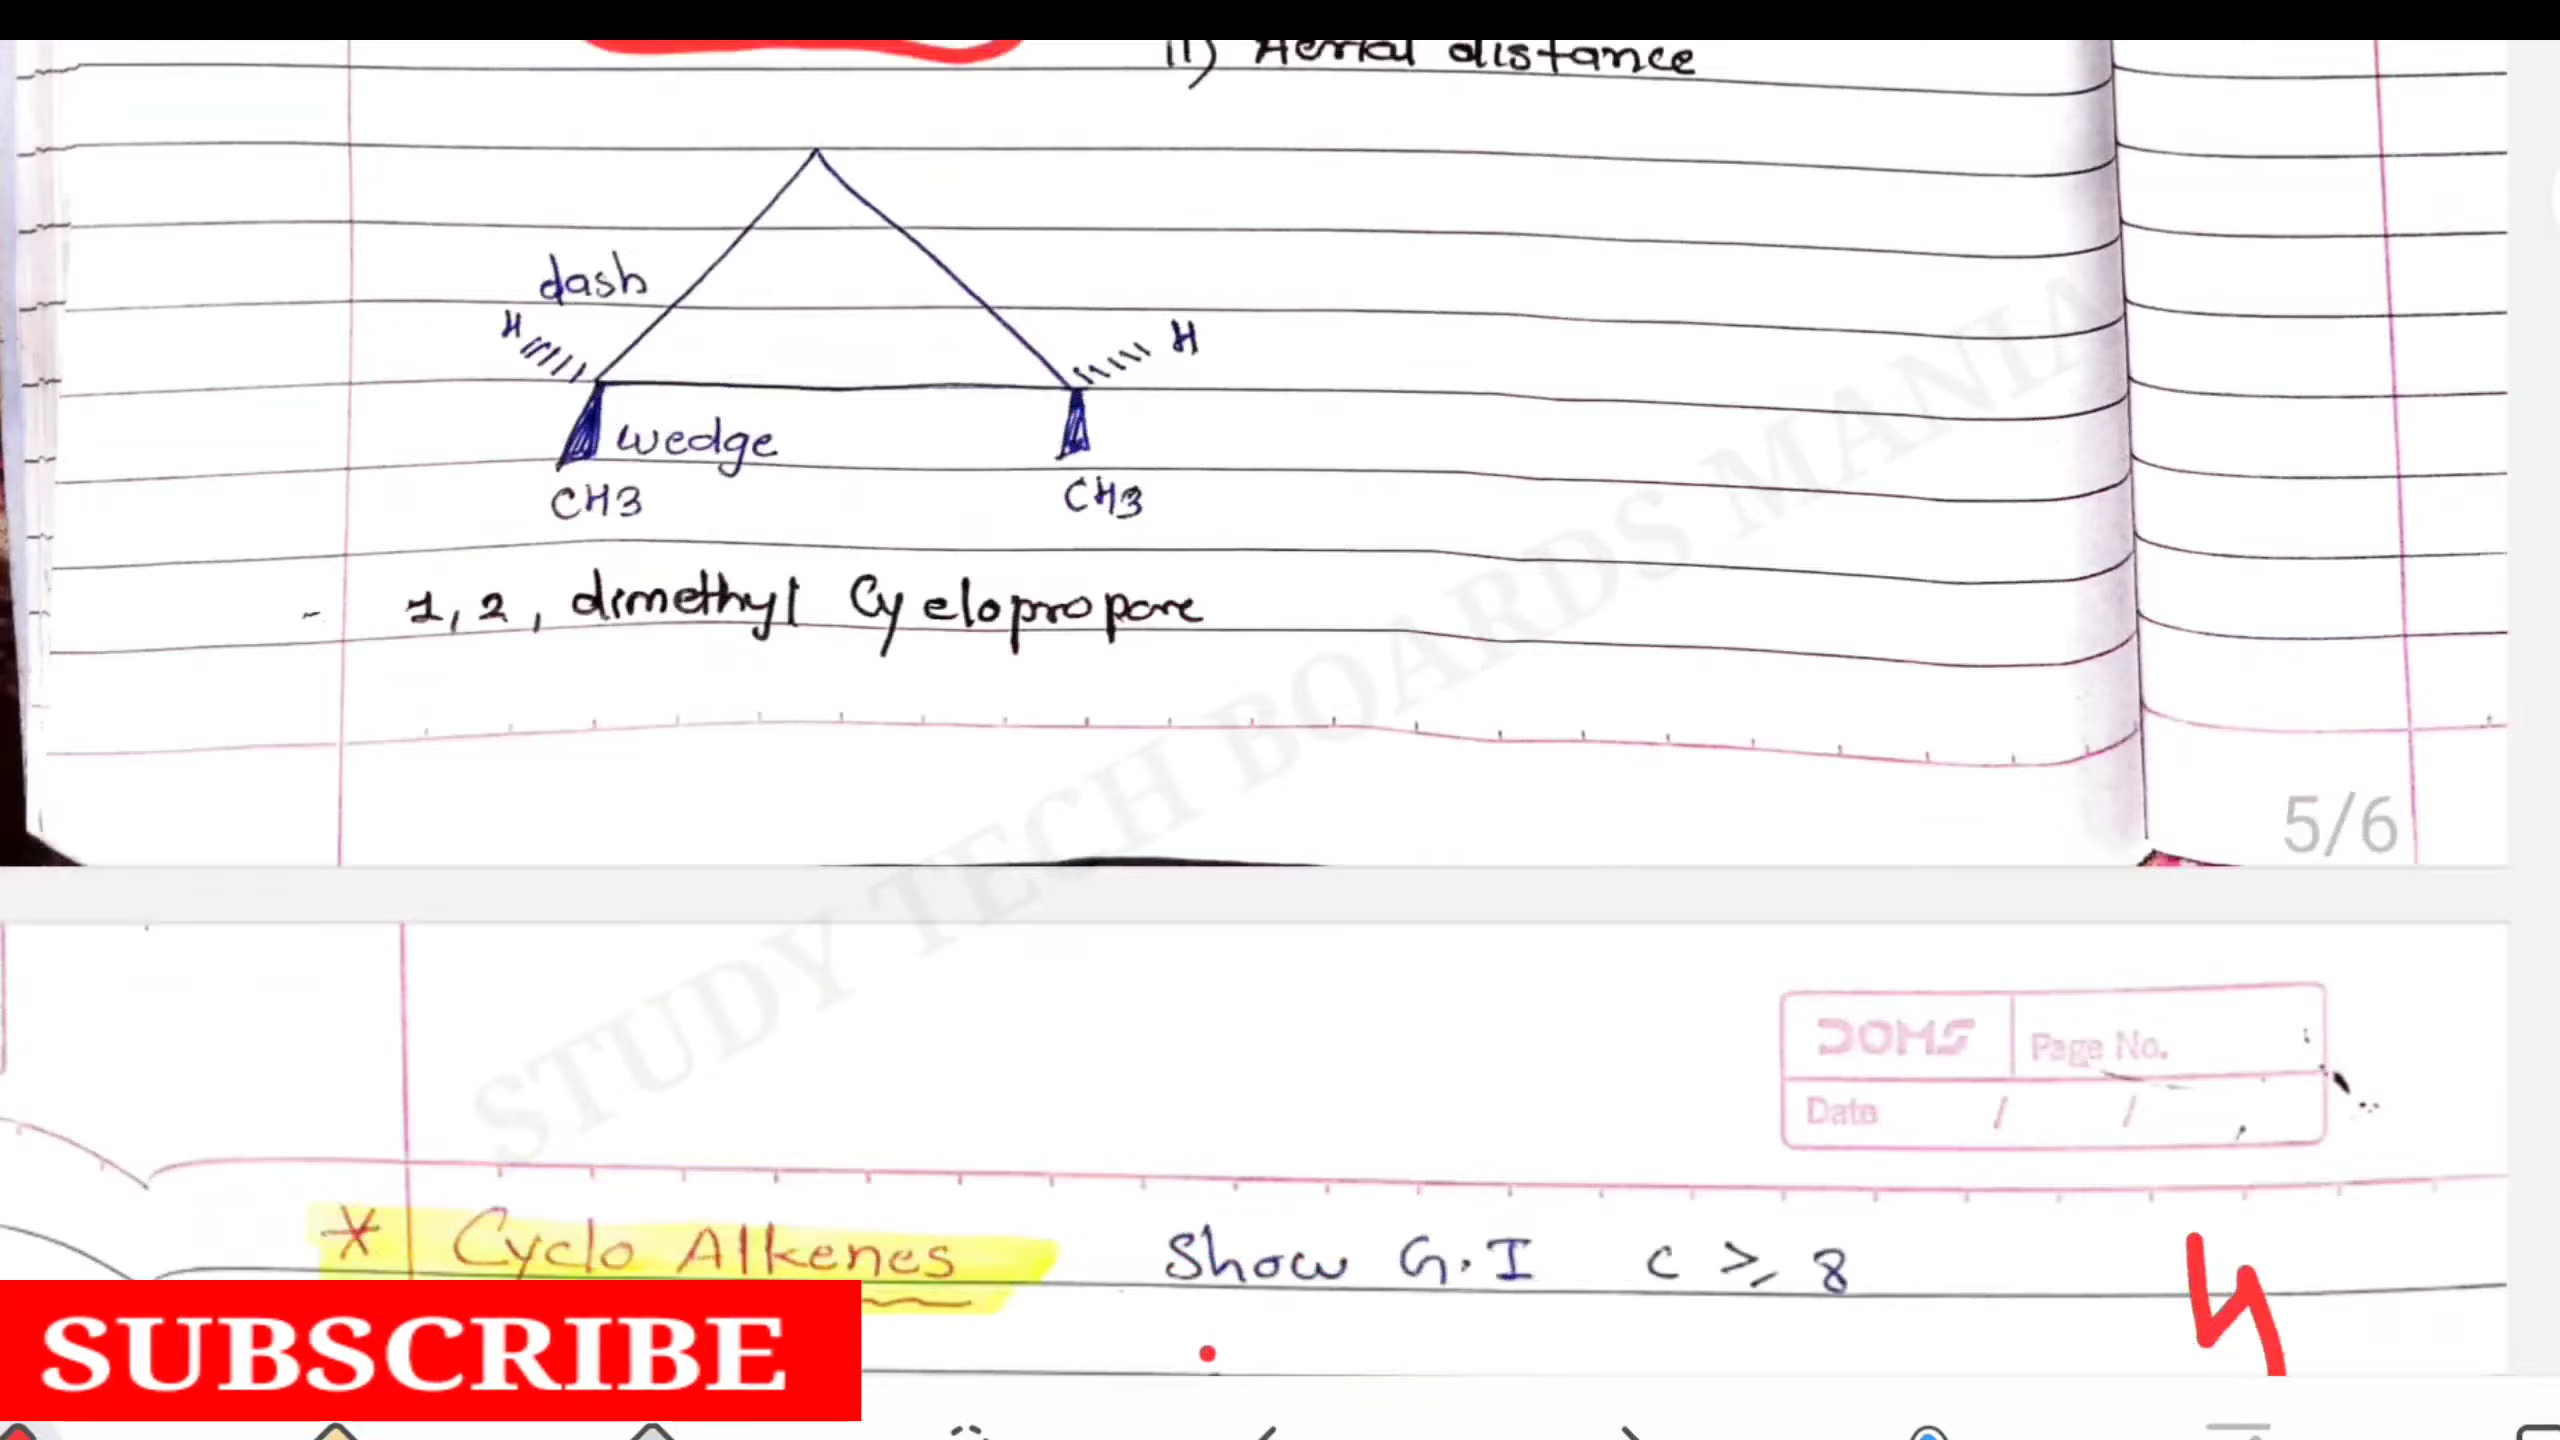 ii) Aerial distance
dash
H
H
wedge
CH3
CH3
- 1, 2, dimethyl Cyclopropane
STUDY TECH BOARDS MANIA
5/6
DOMS
Page No.
Date / /
* Cyclo Alkenes Show G.I C ≥ 8
SUBSCRIBE